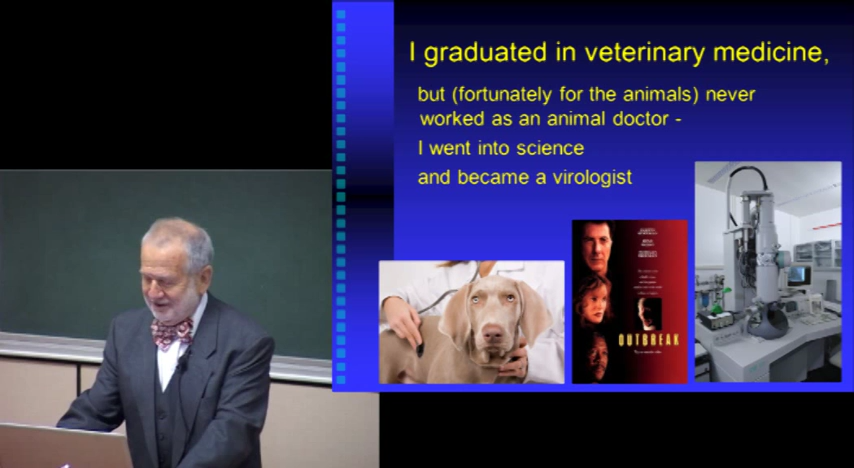 I graduated in veterinary medicine,
but (fortunately for the animals) never
worked as an animal doctor -
I went into science
and became a virologist
OUTBREAK